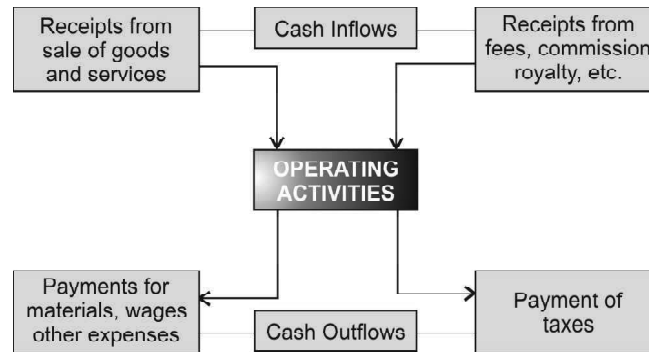 Receipts from
sale of goods
and services
Cash Inflows
Receipts from
fees, commission
royalty, etc.
OPERATING
ACTIVITIES
Payments for
materials, wages
other expenses
Cash Outflows
Payment of
taxes